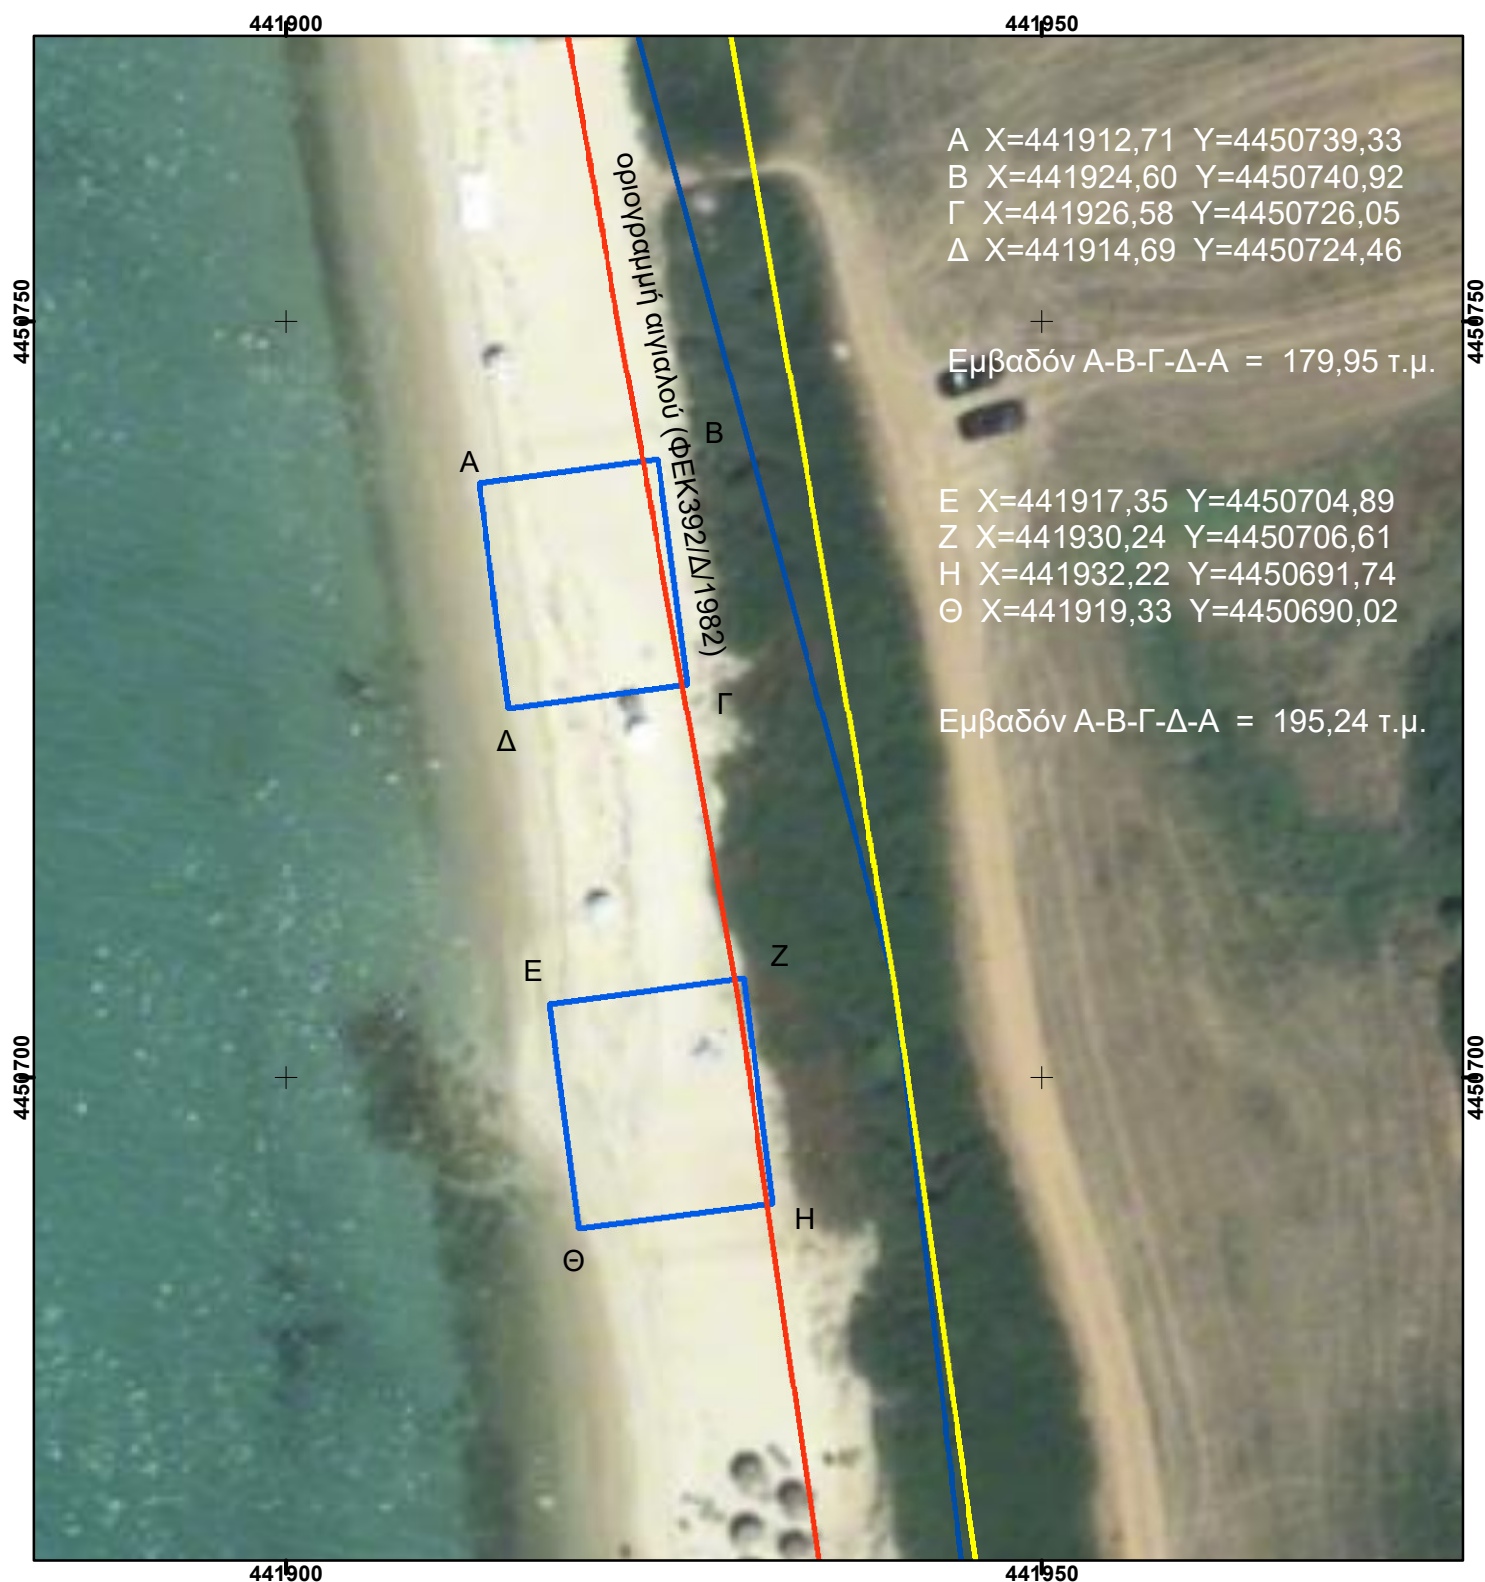 441900
441950
Α Χ=441912,71 Υ=4450739,33
Β Χ=441924,60 Υ=4450740,92
Γ Χ=441926,58 Υ=4450726,05
Δ Χ=441914,69 Υ=4450724,46
οριογραμμή αιγιαλού (ΦΕΚ392/Δ/1982)
4450750
4450750
Εμβαδόν Α-Β-Γ-Δ-Α = 179,95 τ.μ.
Β
Α
Ε Χ=441917,35 Υ=4450704,89
Ζ Χ=441930,24 Υ=4450706,61
Η Χ=441932,22 Υ=4450691,74
Θ Χ=441919,33 Υ=4450690,02
Γ
Δ
Εμβαδόν Α-Β-Γ-Δ-Α = 195,24 τ.μ.
Ζ
Ε
4450700
4450700
Η
Θ
441900
441950